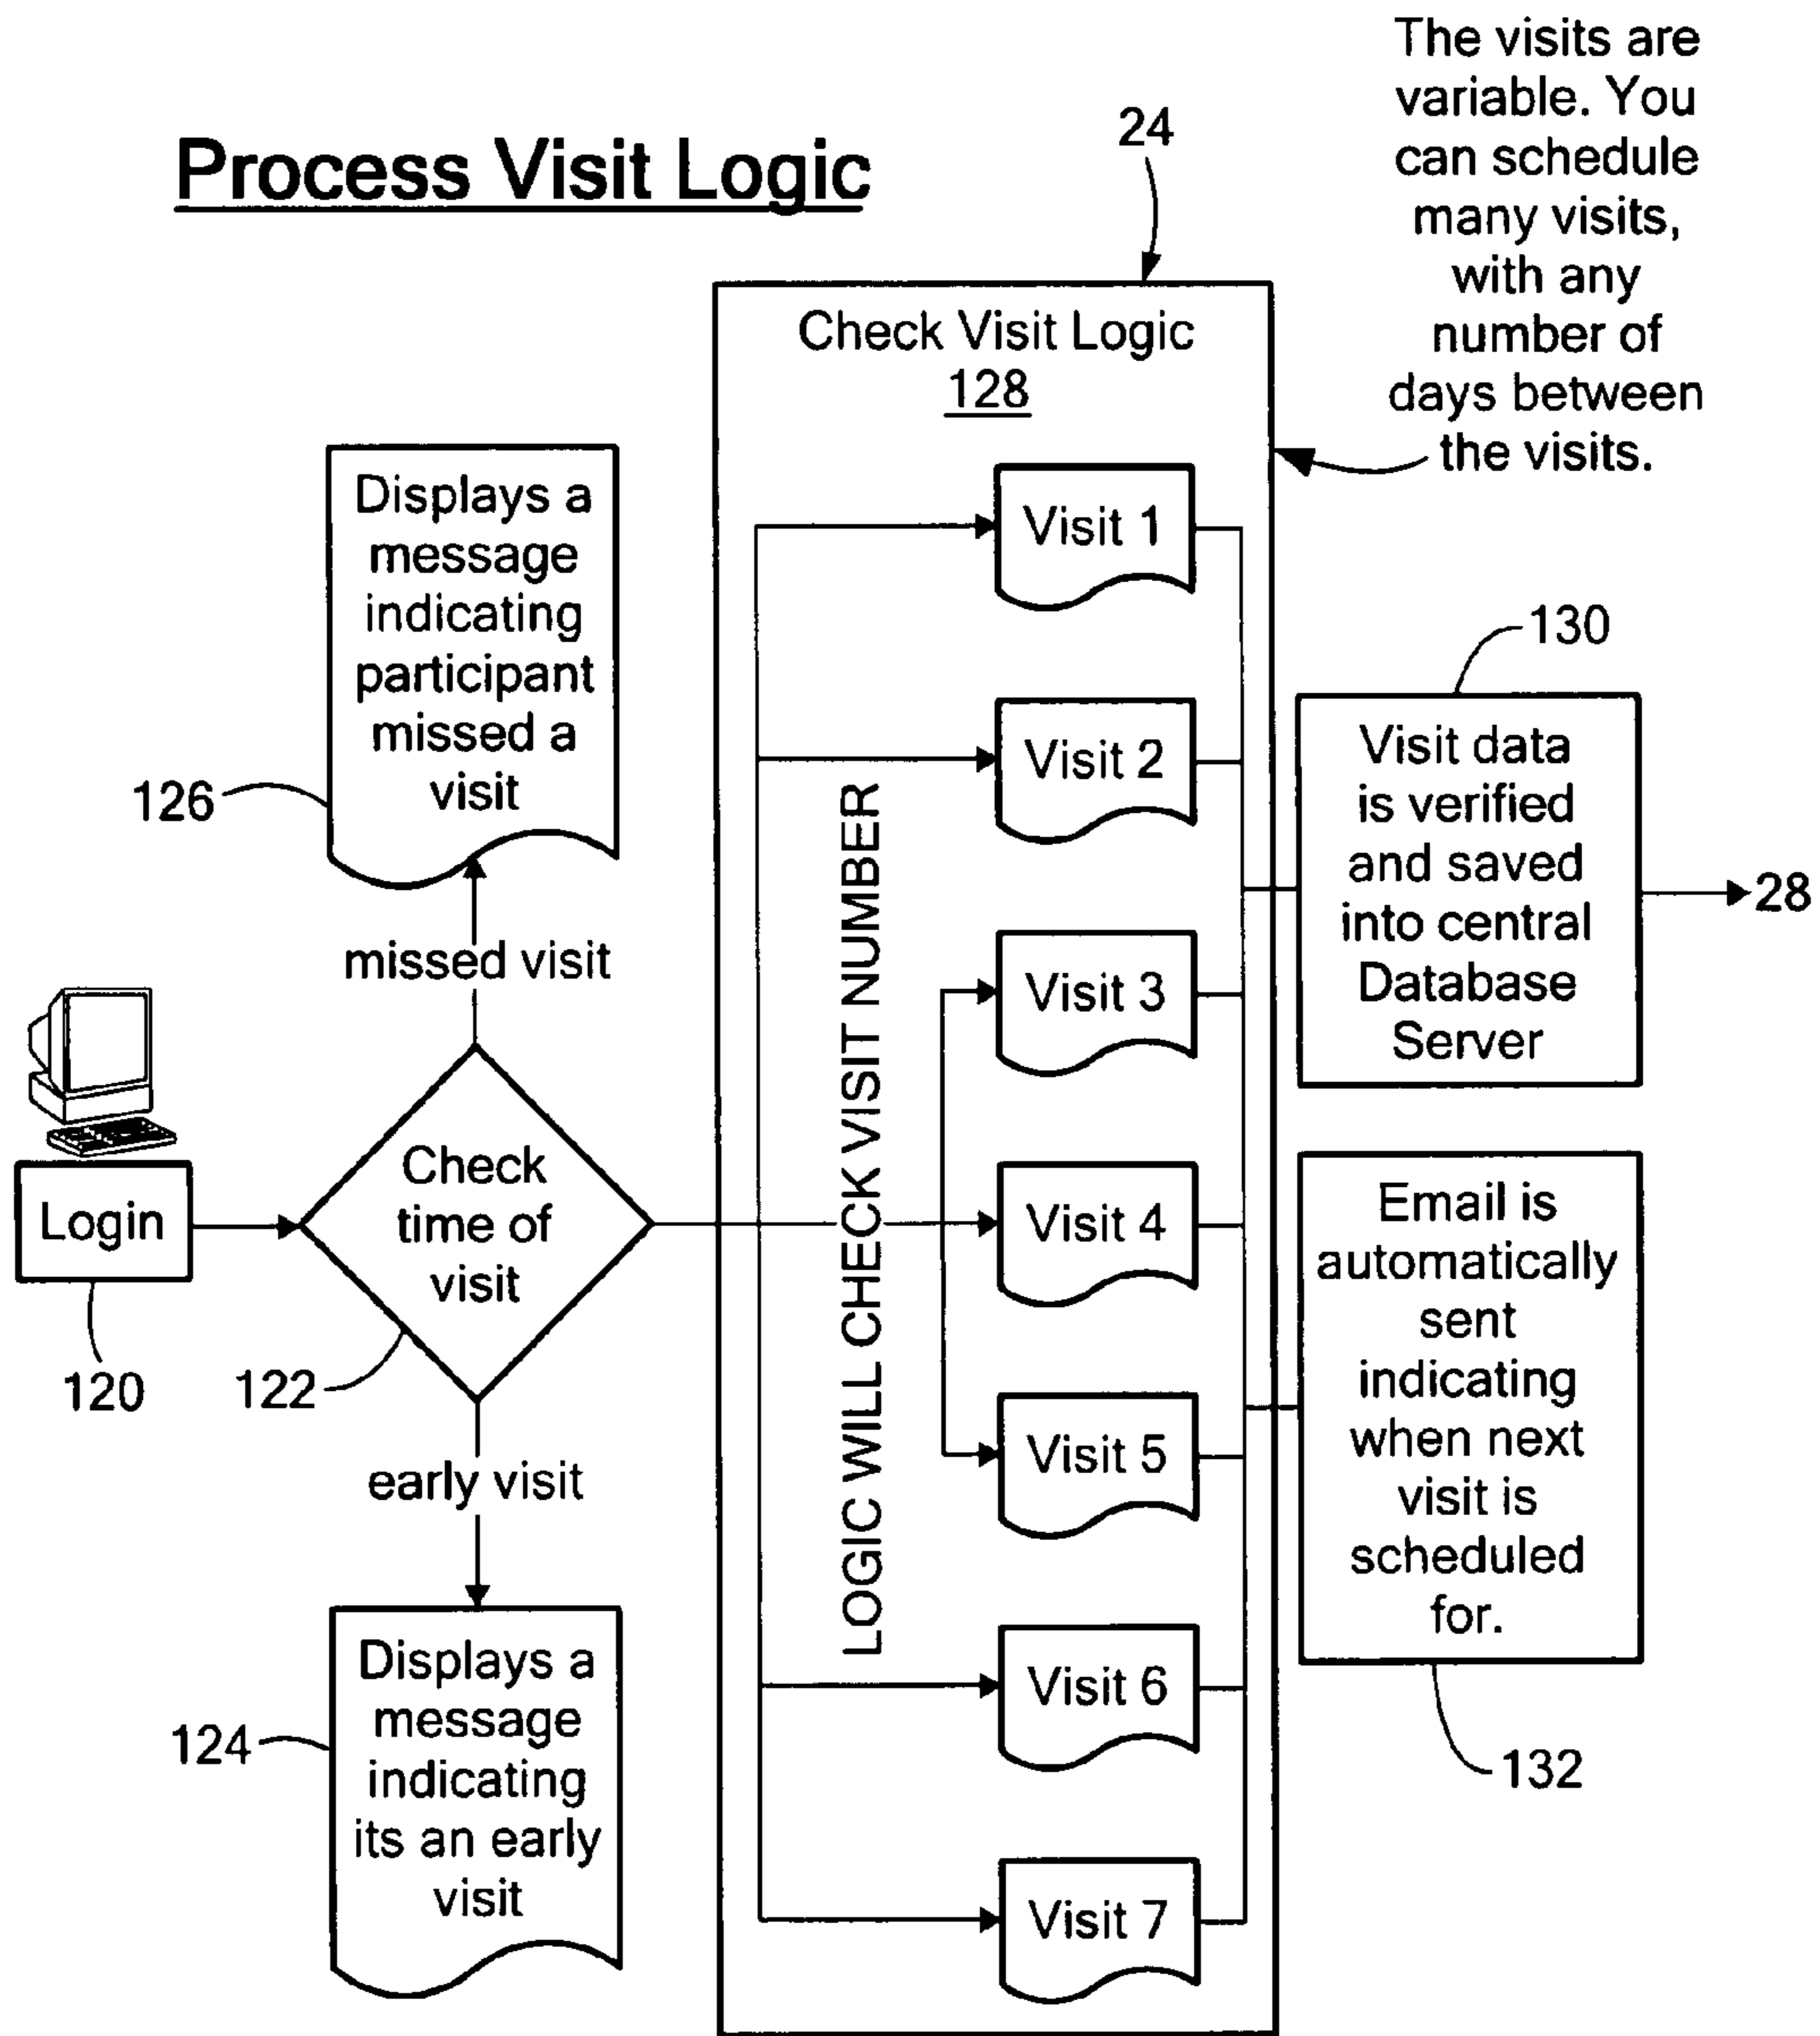 Process Visit Logic
24
The visits are
variable. You
can schedule
many visits,
with any
number of
days between
the visits.
Check Visit Logic
128
Displays a
message
indicating
participant
missed a
visit
126
missed visit
Login
120
Check
time of
visit
122
early visit
Displays a
message
indicating
its an early
visit
124
LOGIC WILL CHECK VISIT NUMBER
Visit 1
Visit 2
Visit 3
Visit 4
Visit 5
Visit 6
Visit 7
130
Visit data
is verified
and saved
into central
Database
Server
28
Email is
automatically
sent
indicating
when next
visit is
scheduled
for.
132